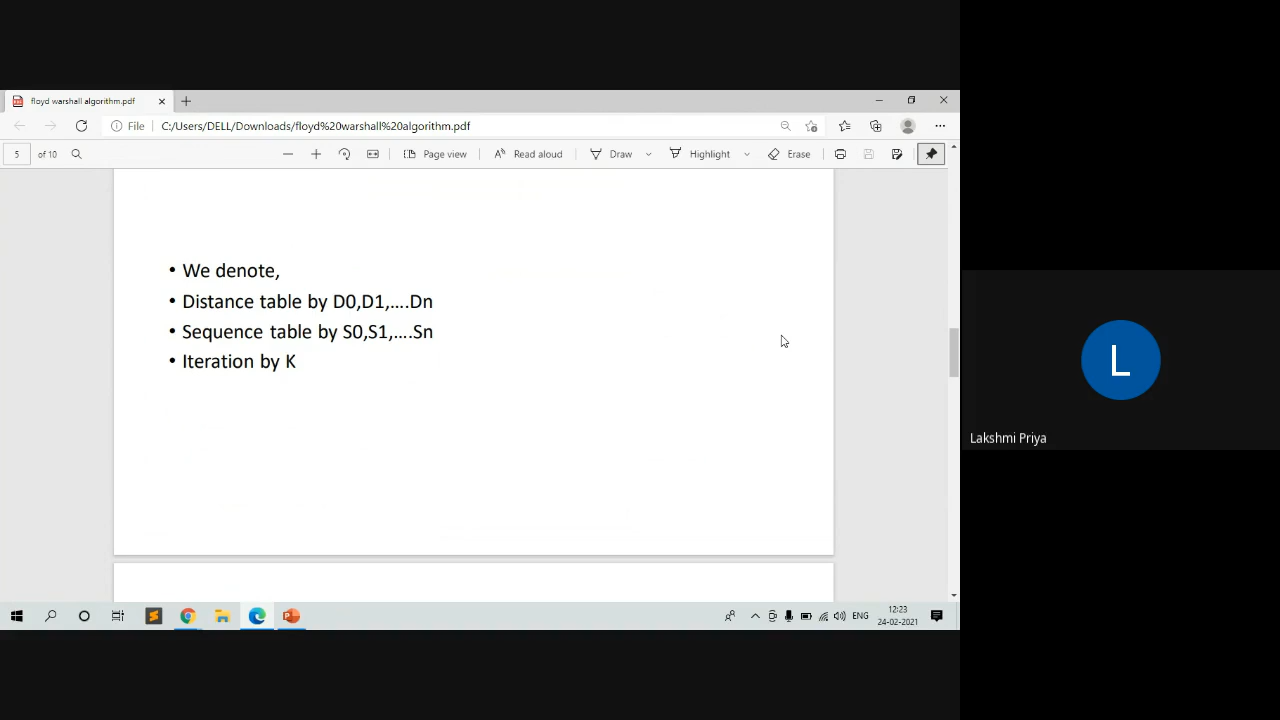 floyd warshall algorithm.pdf
File C:/Users/DELL/Downloads/floyd%20warshall%20algorithm.pdf
5 of 10 Page view Read aloud Draw Highlight Erase
• We denote,
• Distance table by D0,D1,....Dn
• Sequence table by S0,S1,....Sn
• Iteration by K
L
Lakshmi Priya
ENG
12:23
24-02-2021